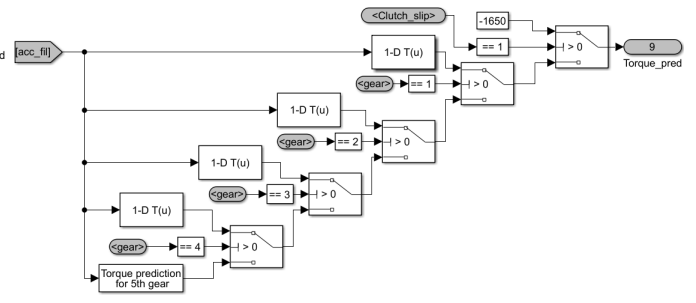 <Clutch_slip>
-1650
== 1
> 0
9
Torque_pred
d
[acc_fil]
1-D T(u)
<gear>
== 1
> 0
1-D T(u)
<gear>
== 2
> 0
1-D T(u)
<gear>
== 3
> 0
1-D T(u)
<gear>
== 4
> 0
Torque prediction
for 5th gear